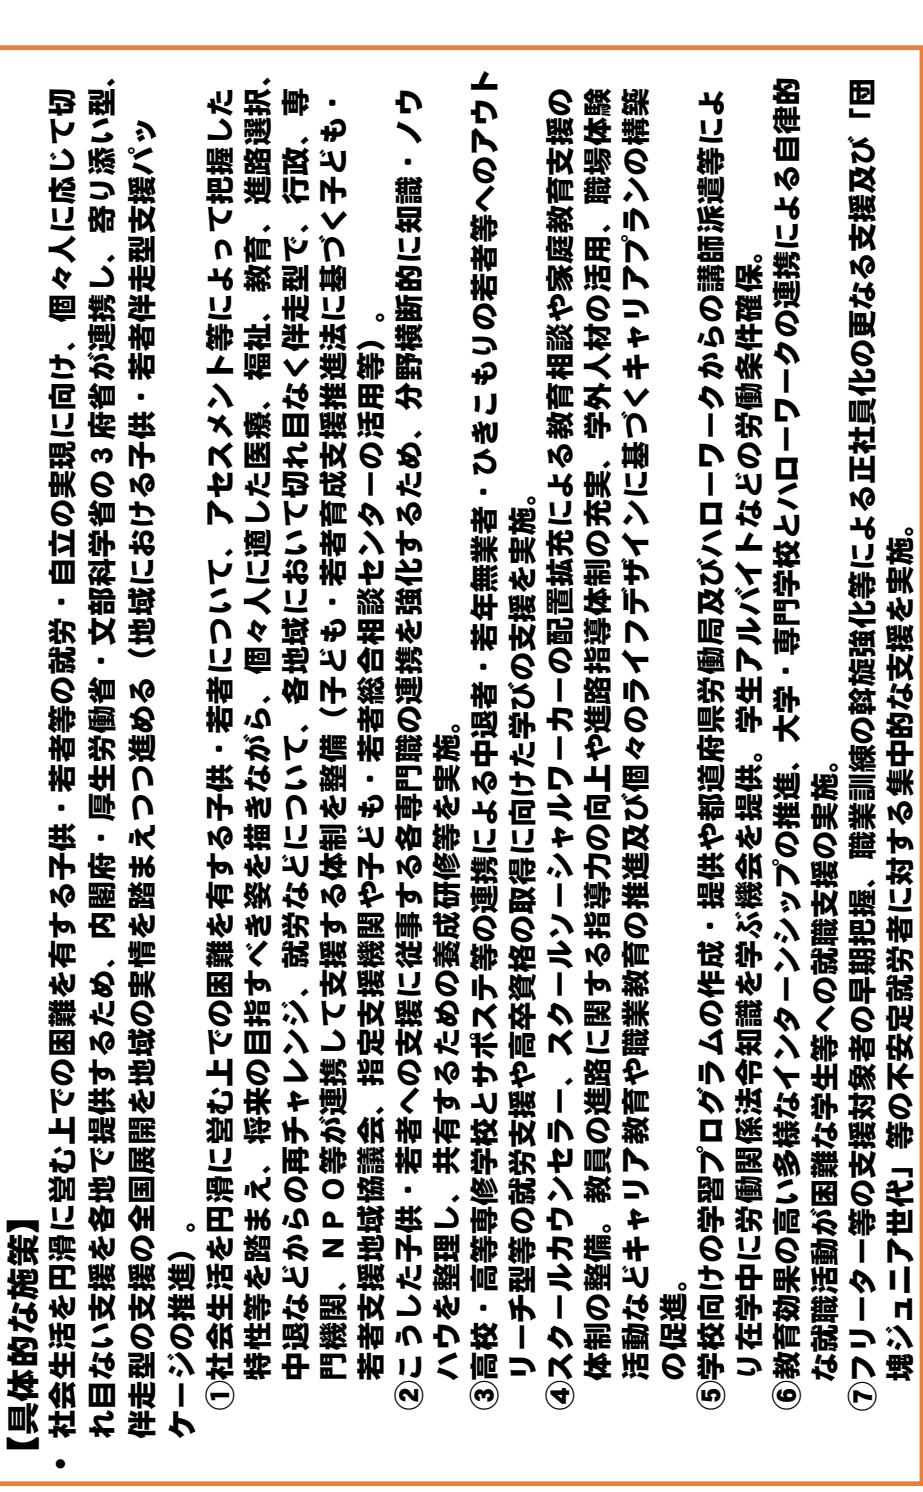 【具体的な施策】
・社会生活を円滑に営む上での困難を有する子供・若者等の就労・自立の実現に向け、個々人に応じて切
れ目ない支援を各地で提供するため、内閣府・厚生労働省・文部科学省の３府省が連携し、寄り添い型、
伴走型の支援の全国展開を地域の実情を踏まえつつ進める（地域における子供・若者伴走型支援パッ
ケージの推進）。
①社会生活を円滑に営む上での困難を有する子供・若者について、アセスメント等によって把握した
特性等を踏まえ、将来の目指すべき姿を描きながら、個々人に適した医療、福祉、教育、進路選択、
中退などからの再チャレンジ、就労などについて、各地域において切れ目なく伴走型で、行政、専
門機関、ＮＰＯ等が連携して支援する体制を整備（子ども・若者育成支援推進法に基づく子ども・
若者支援地域協議会、指定支援機関や子ども・若者総合相談センターの活用等）。
②こうした子供・若者への支援に従事する各専門職の連携を強化するため、分野横断的に知識・ノウ
ハウを整理し、共有するための養成研修等を実施。
③高校・高等専修学校とサポステ等の連携による中退者・若年無業者・ひきこもりの若者等へのアウト
リーチ型等の就労支援や高卒資格の取得に向けた学びの支援を実施。
④スクールカウンセラー、スクールソーシャルワーカーの配置拡充による教育相談や家庭教育支援の
体制の整備。教員の進路に関する指導力の向上や進路指導体制の充実、学外人材の活用、職場体験
活動などキャリア教育や職業教育の推進及び個々のライフデザインに基づくキャリアプランの構築
の促進。
⑤学校向けの学習プログラムの作成・提供や都道府県労働局及びハローワークからの講師派遣等によ
り在学中に労働関係法令知識を学ぶ機会を提供。学生アルバイトなどの労働条件確保。
⑥教育効果の高い多様なインターンシップの推進、大学・専門学校とハローワークの連携による自律的
な就職活動が困難な学生等への就職支援の実施。
⑦フリーター等の支援対象者の早期把握、職業訓練の斡旋強化等による正社員化の更なる支援及び「団
塊ジュニア世代」等の不安定就労者に対する集中的な支援を実施。